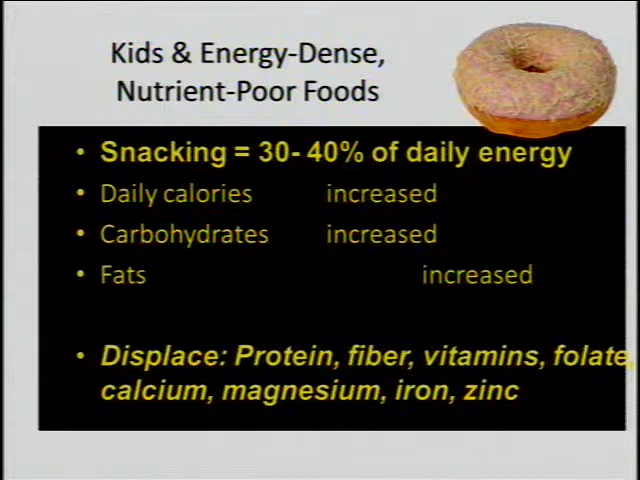 Kids & Energy-Dense,
Nutrient-Poor Foods
• Snacking = 30- 40% of daily energy
• Daily calories increased
• Carbohydrates increased
• Fats increased
• Displace: Protein, fiber, vitamins, folate,
calcium, magnesium, iron, zinc